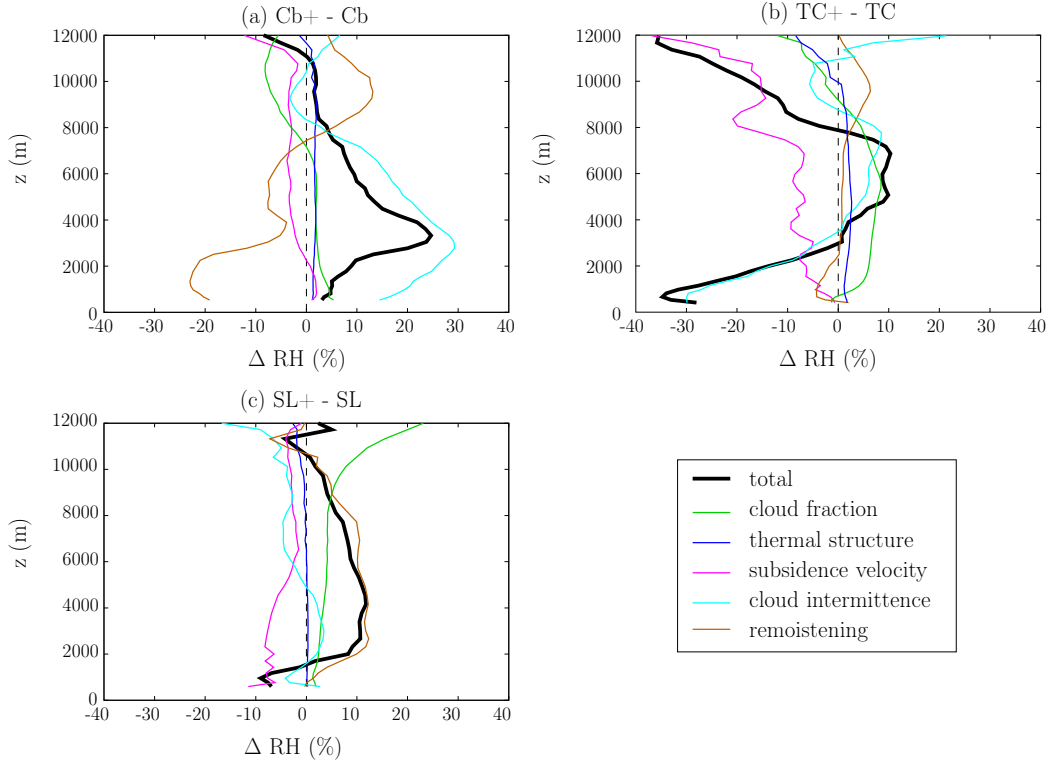 (a) Cb+ - Cb
12000
10000
8000
6000
4000
2000
0
z (m)
-40 -30 -20 -10 0 10 20 30 40
Δ RH (%)
(b) TC+ - TC
12000
10000
8000
6000
4000
2000
0
z (m)
-40 -30 -20 -10 0 10 20 30 40
Δ RH (%)
(c) SL+ - SL
12000
10000
8000
6000
4000
2000
0
z (m)
-40 -30 -20 -10 0 10 20 30 40
Δ RH (%)
total
cloud fraction
thermal structure
subsidence velocity
cloud intermittence
remoistening